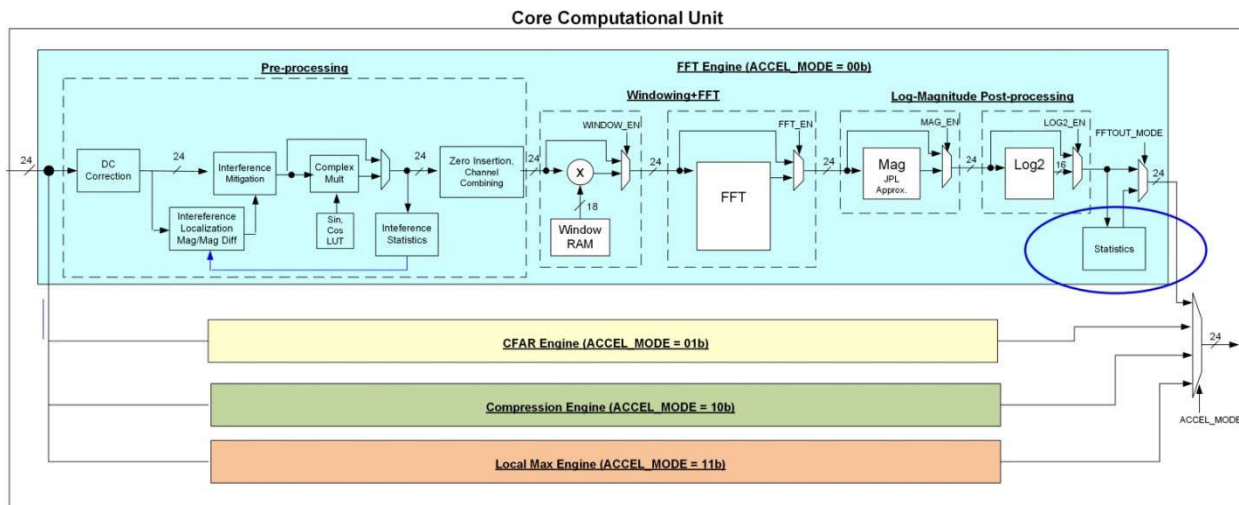 Core Computational Unit
Pre-processing
FFT Engine (ACCEL_MODE = 00b)
Windowing+FFT
Log-Magnitude Post-processing
WINDOW_EN
FFT_EN
MAG_EN
LOG2_EN
FFTOUT_MODE
24
DC
Correction
24
Interference
Mitigation
Complex
Mult
24
Zero Insertion,
Channel
Combining
24
X
24
FFT
24
Mag
JPL
Approx.
24
Log2
16
24
Intereference
Localization
Mag/Mag Diff
Sin,
Cos
LUT
Inteference
Statistics
18
Window
RAM
Statistics
CFAR Engine (ACCEL_MODE = 01b)
24
Compression Engine (ACCEL_MODE = 10b)
ACCEL_MODE
Local Max Engine (ACCEL_MODE = 11b)